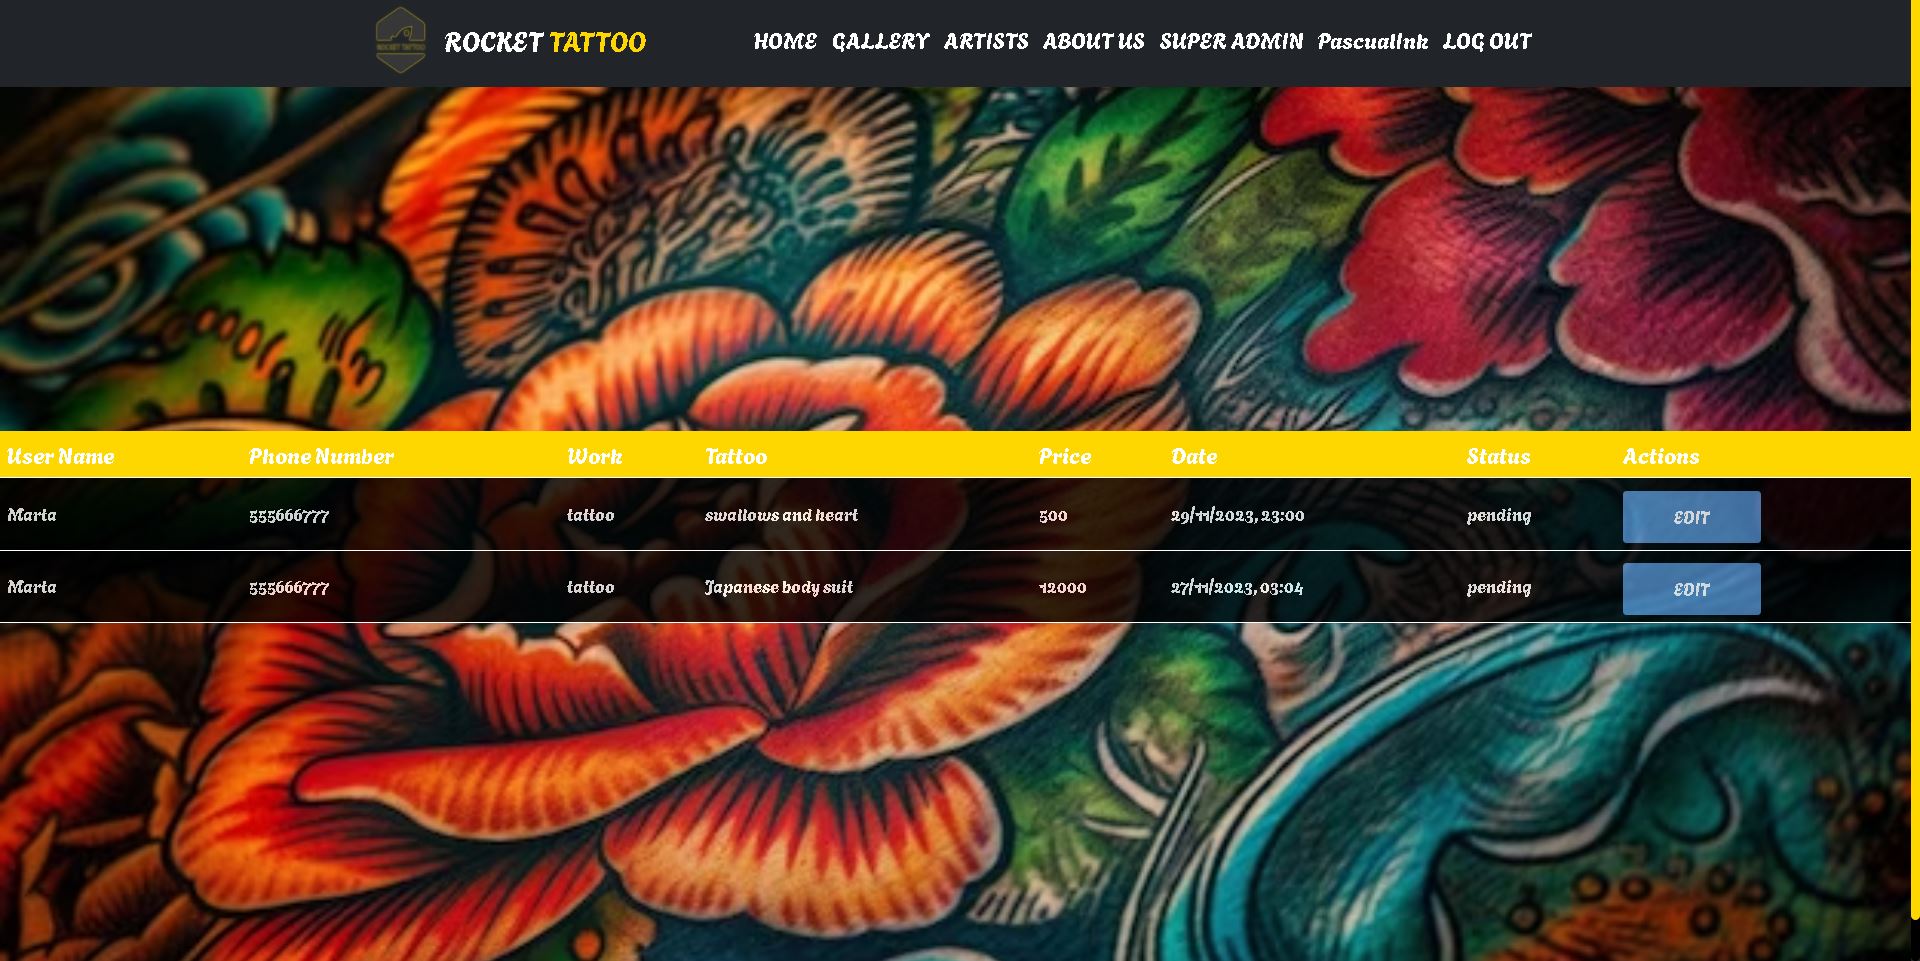 ROCKET TATTOO
ROCKET TATTOO HOME GALLERY ARTISTS ABOUT US SUPER ADMIN PascualInk LOG OUT
User Name Phone Number Work Tattoo Price Date Status Actions
Marta 555666777 tattoo swallows and heart 500 29/11/2023, 23:00 pending EDIT
Marta 555666777 tattoo Japanese body suit 12000 27/11/2023, 03:04 pending EDIT